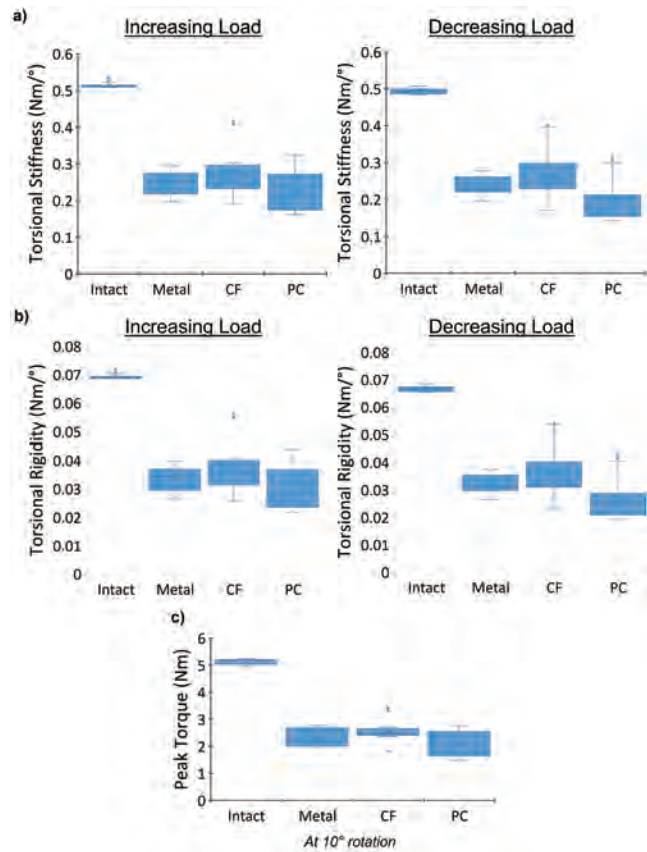 a)
Increasing Load
Decreasing Load
Torsional Stiffness (Nm/°)
0.6
0.5
0.4
0.3
0.2
0.1
0
Intact Metal CF PC
Torsional Stiffness (Nm/°)
0.6
0.5
0.4
0.3
0.2
0.1
0
Intact Metal CF PC
b)
Increasing Load
Decreasing Load
Torsional Rigidity (Nm/°)
0.08
0.07
0.06
0.05
0.04
0.03
0.02
0.01
0
Intact Metal CF PC
Torsional Rigidity (Nm/°)
0.08
0.07
0.06
0.05
0.04
0.03
0.02
0.01
0
Intact Metal CF PC
c)
Peak Torque (Nm)
6
5
4
3
2
1
0
Intact Metal CF PC
At 10° rotation